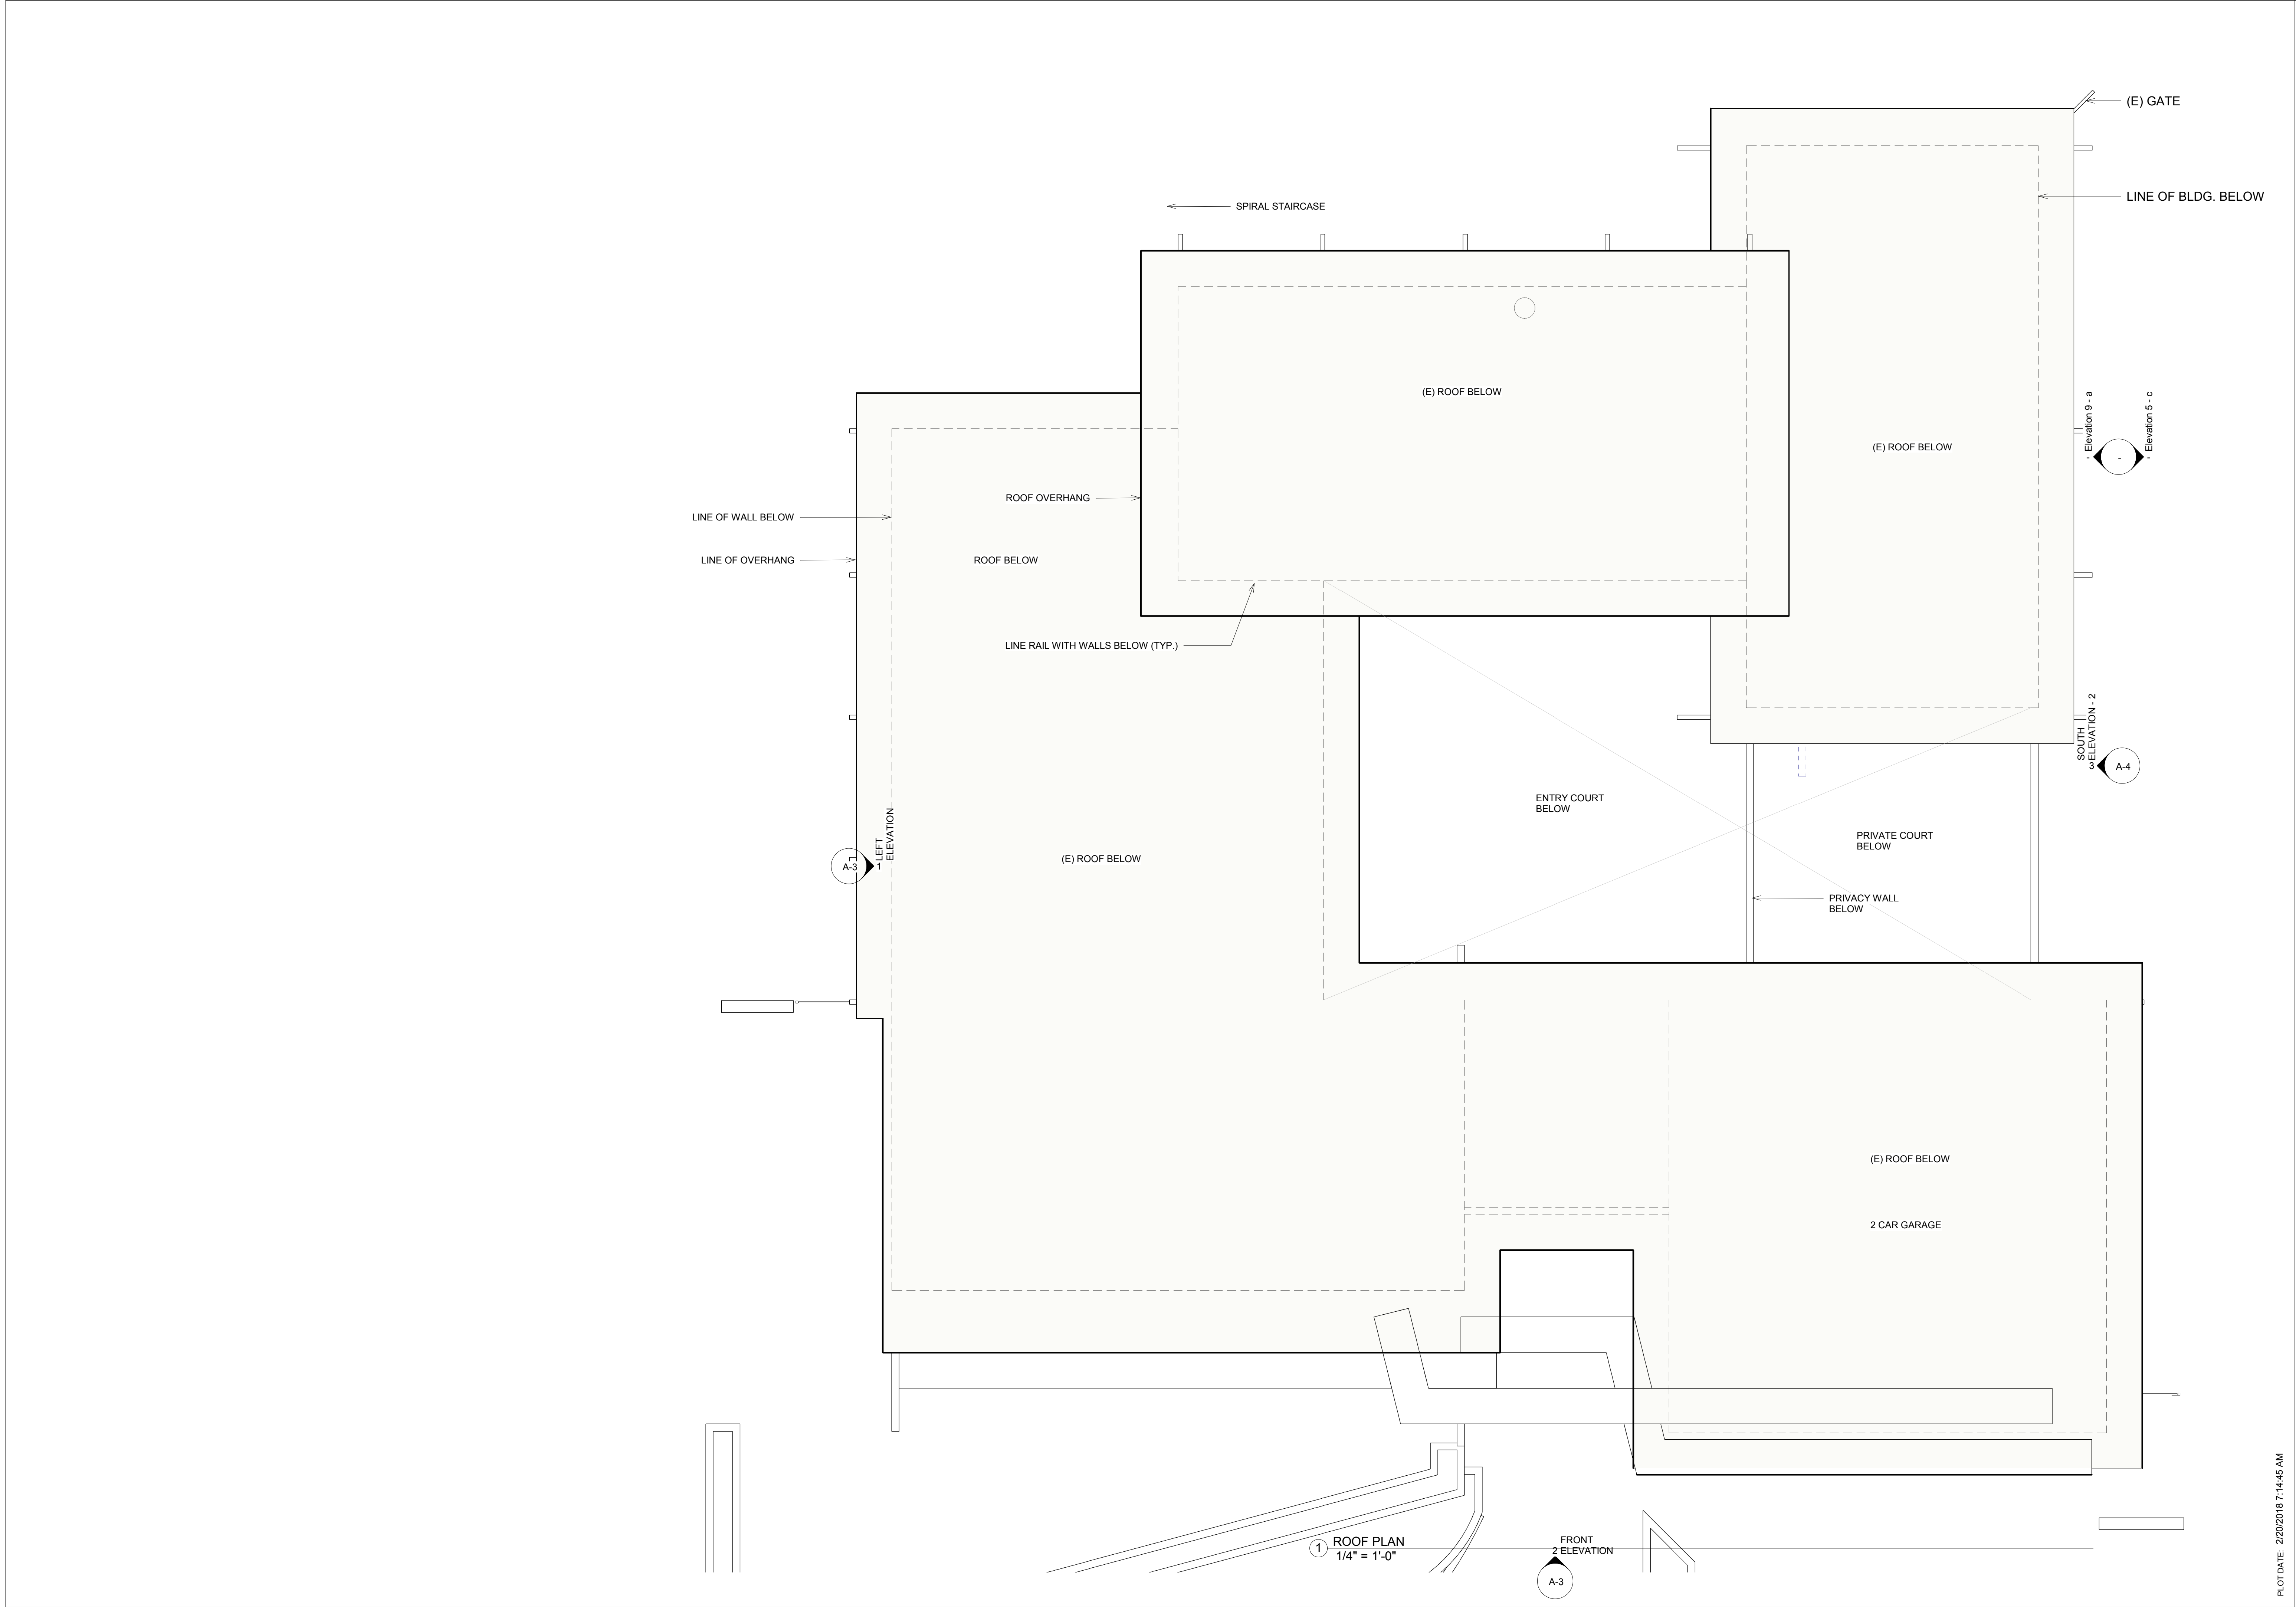 (E) GATE
LINE OF BLDG. BELOW
SPIRAL STAIRCASE
(E) ROOF BELOW
(E) ROOF BELOW
- Elevation 9 - a
- Elevation 5 - c
-
ROOF OVERHANG
LINE OF WALL BELOW
LINE OF OVERHANG
ROOF BELOW
LINE RAIL WITH WALLS BELOW (TYP.)
SOUTH
ELEVATION - 2
3
A-4
ENTRY COURT
BELOW
PRIVATE COURT
BELOW
LEFT
ELEVATION
1
A-3
(E) ROOF BELOW
PRIVACY WALL
BELOW
(E) ROOF BELOW
2 CAR GARAGE
1
ROOF PLAN
1/4" = 1'-0"
FRONT
2 ELEVATION
A-3
PLOT DATE: 2/20/2018 7:14:45 AM